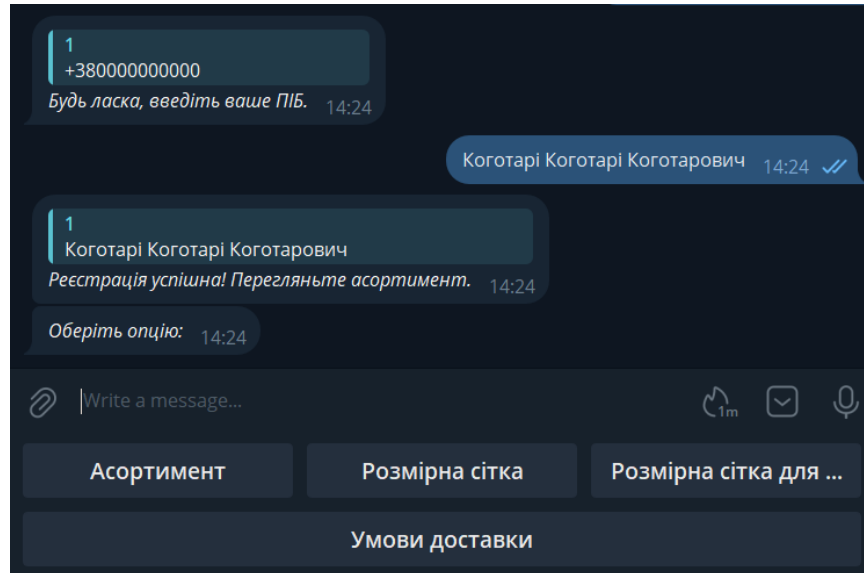 1
+380000000000
Будь ласка, введіть ваше ПІБ. 14:24
Коготарі Коготарі Коготарович 14:24
1
Коготарі Коготарі Коготарович
Реєстрація успішна! Перегляньте асортимент. 14:24
Оберіть опцію: 14:24
Write a message...
1m
Асортимент
Розмірна сітка
Розмірна сітка для ...
Умови доставки